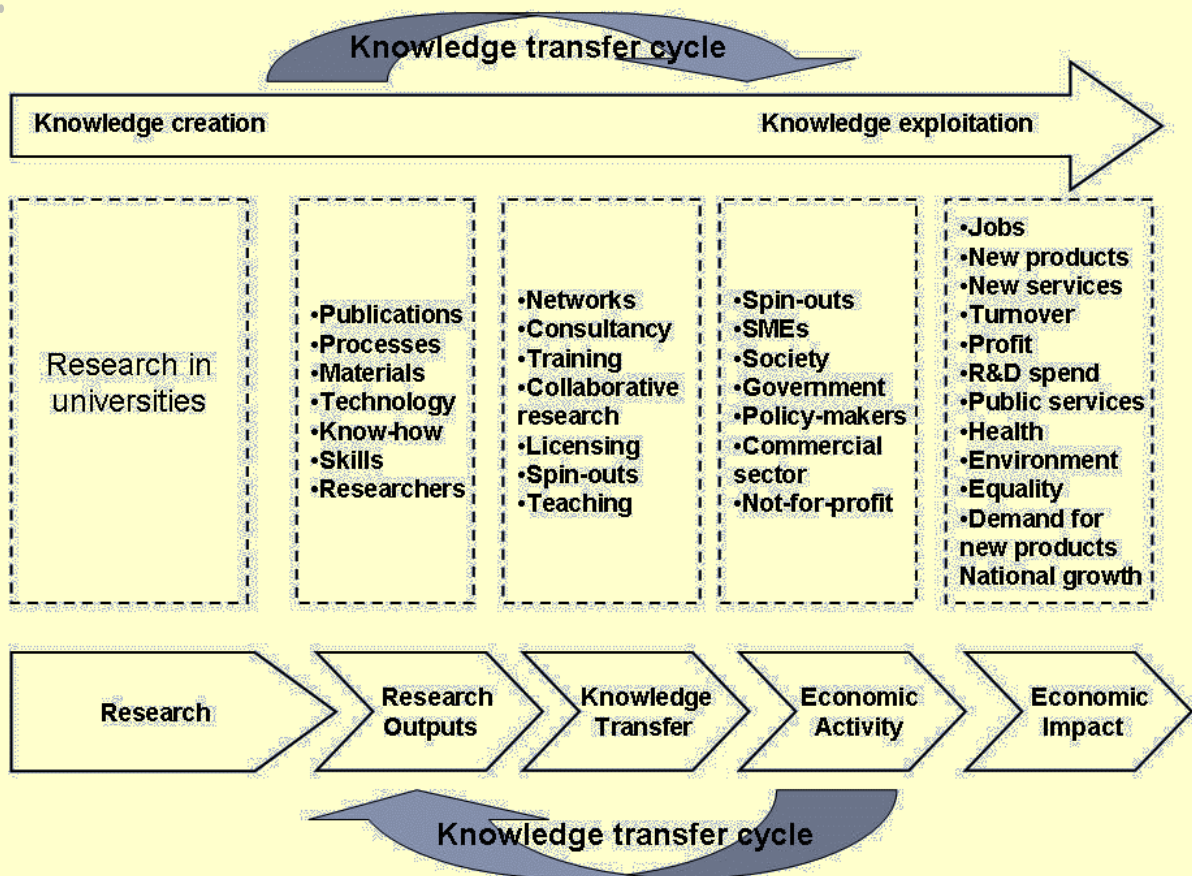 Knowledge transfer cycle
Knowledge creation
Knowledge exploitation
Research in
universities
•Publications
•Processes
•Materials
•Technology
•Know-how
•Skills
•Researchers
•Networks
•Consultancy
•Training
•Collaborative
research
•Licensing
•Spin-outs
•Teaching
•Spin-outs
•SMEs
•Society
•Government
•Policy-makers
•Commercial
sector
•Not-for-profit
•Jobs
•New products
•New services
•Turnover
•Profit
•R&D spend
•Public services
•Health
•Environment
•Equality
•Demand for
new products
National growth
Research
Research
Outputs
Knowledge
Transfer
Economic
Activity
Economic
Impact
Knowledge transfer cycle